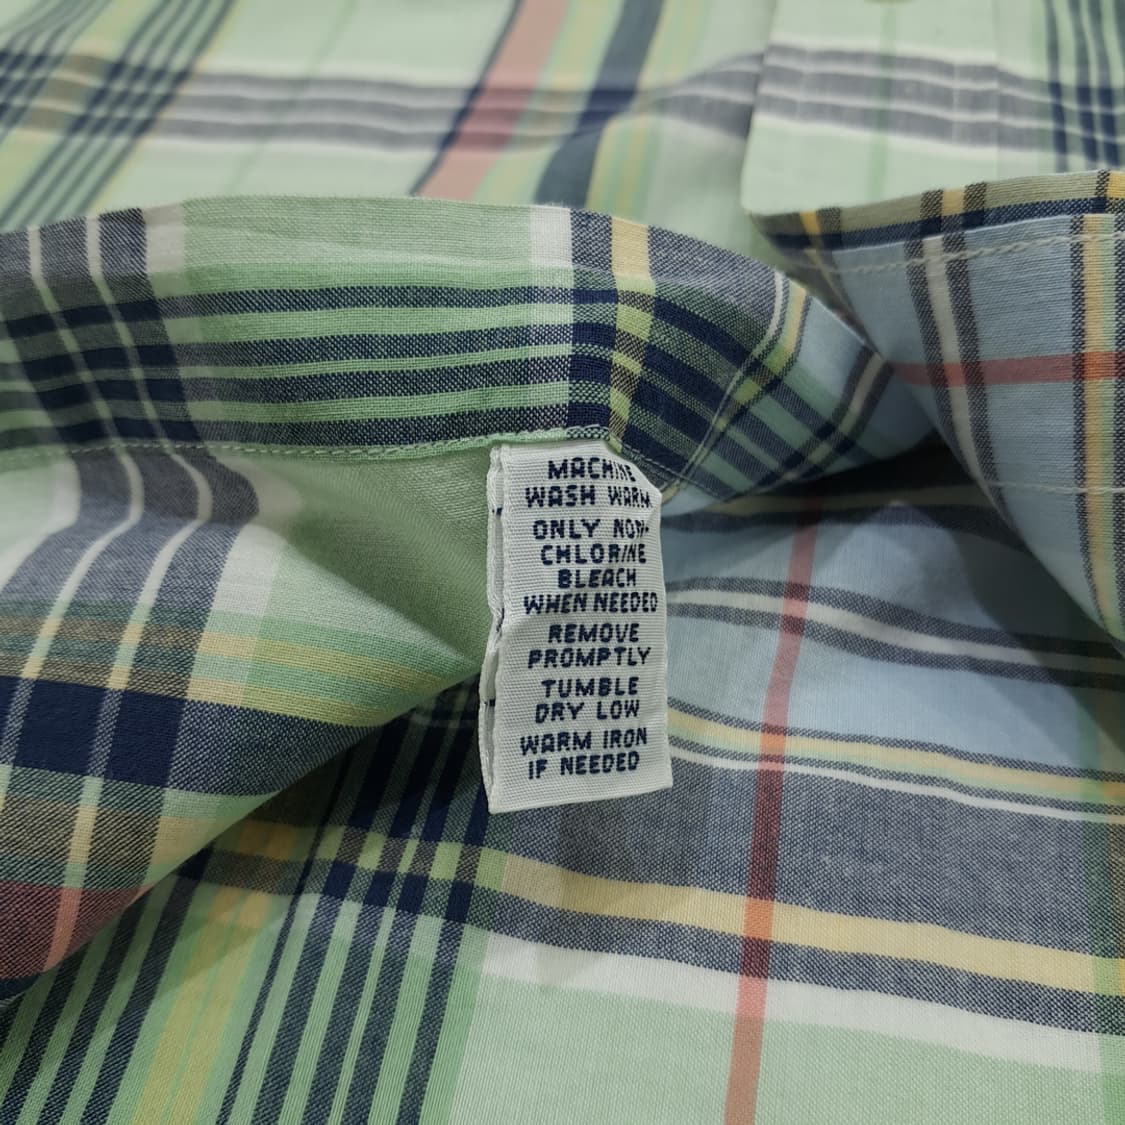 MACHINE
WASH WARM
ONLY NON-
CHLORINE
BLEACH
WHEN NEEDED
REMOVE
PROMPTLY
TUMBLE
DRY LOW
WARM IRON
IF NEEDED